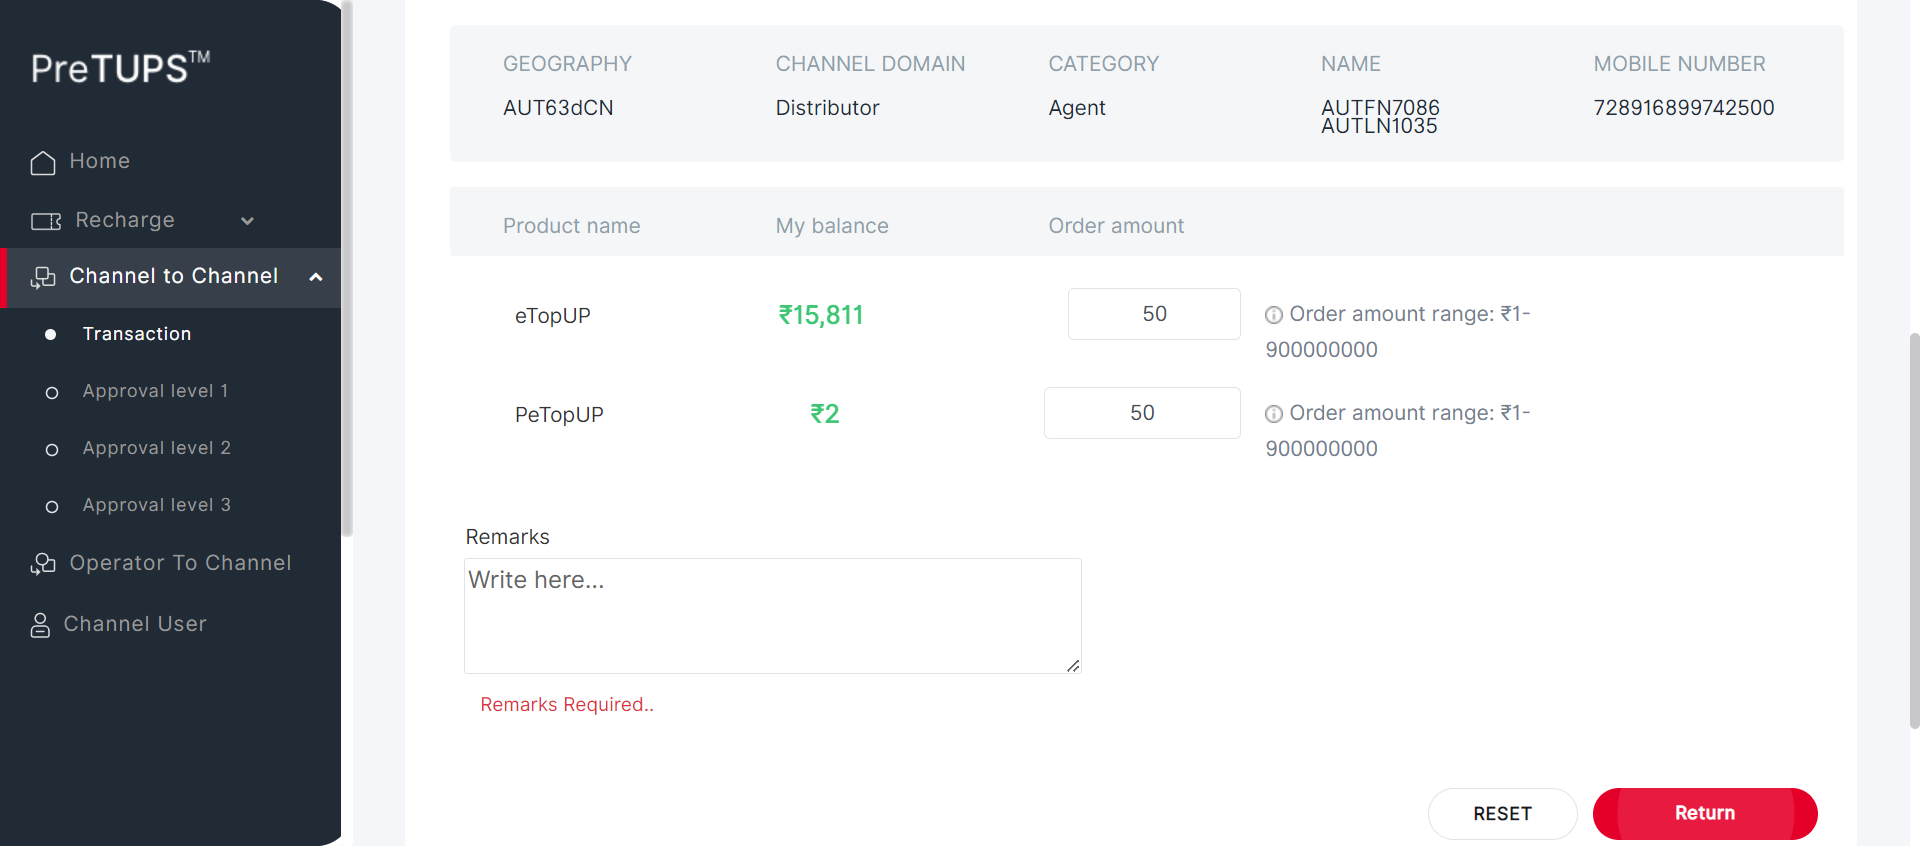 PreTUPS™
Home
Recharge
Channel to Channel
Transaction
Approval level 1
Approval level 2
Approval level 3
Operator To Channel
Channel User
GEOGRAPHY CHANNEL DOMAIN CATEGORY NAME MOBILE NUMBER
AUT63dCN Distributor Agent AUTFN7086 728916899742500
AUTLN1035
Product name My balance Order amount
eTopUP ₹15,811 50 Order amount range: ₹1-
900000000
PeTopUP ₹2 50 Order amount range: ₹1-
900000000
Remarks
Write here...
Remarks Required..
RESET Return